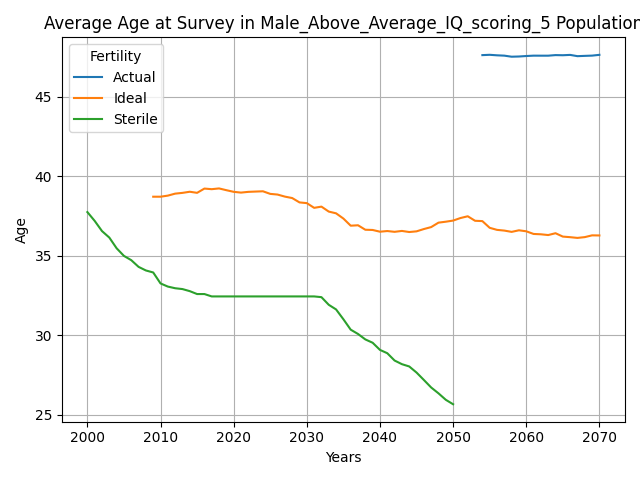 Average Age at Survey in Male_Above_Average_IQ_scoring_5 Population
Fertility
Actual
Ideal
Sterile
Age
45
40
35
30
25
2000 2010 2020 2030 2040 2050 2060 2070
Years